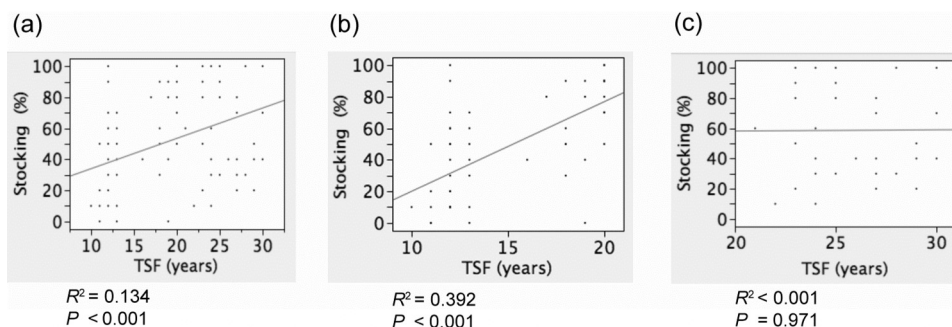 (a)
(b)
(c)
Stocking (%)
100
80
60
40
20
0
10
15
20
25
30
TSF (years)
R² = 0.134
P < 0.001
Stocking (%)
100
80
60
40
20
0
10
15
20
TSF (years)
R² = 0.392
P < 0.001
Stocking (%)
100
80
60
40
20
0
20
25
30
TSF (years)
R² < 0.001
P = 0.971